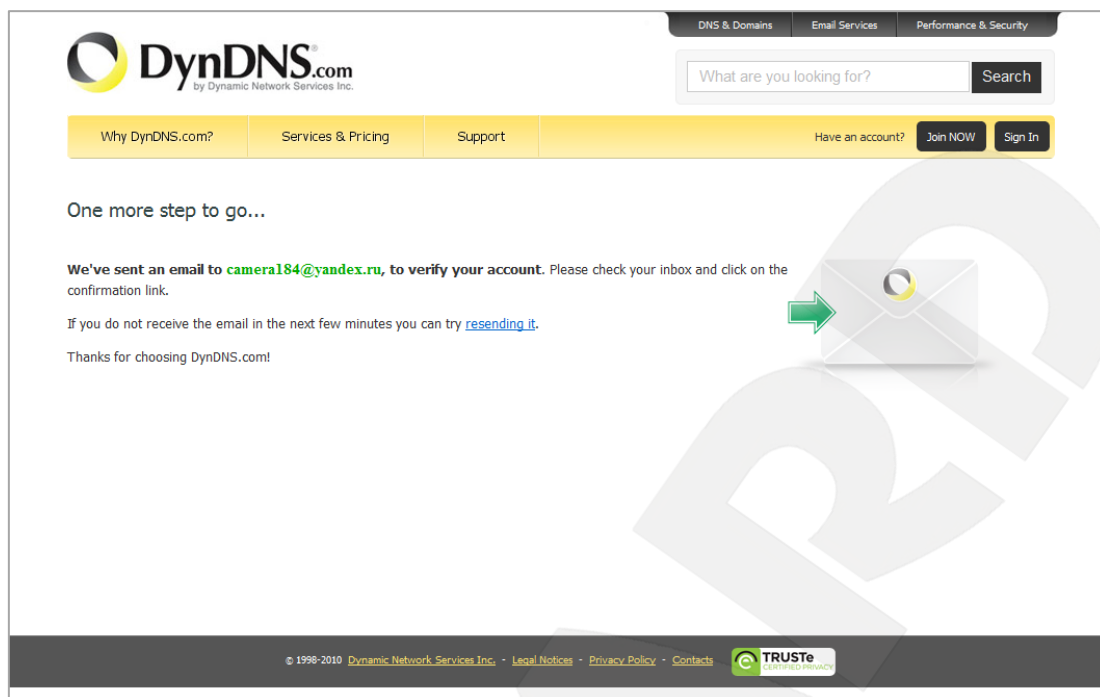 DNS & Domains Email Services Performance & Security
DynDNS.com
by Dynamic Network Services Inc.
What are you looking for? Search
Why DynDNS.com? Services & Pricing Support Have an account? Join NOW Sign In
One more step to go...
We've sent an email to camera184@yandex.ru, to verify your account. Please check your inbox and click on the
confirmation link.
If you do not receive the email in the next few minutes you can try resending it.
Thanks for choosing DynDNS.com!
© 1998-2010 Dynamic Network Services Inc. - Legal Notices - Privacy Policy - Contacts TRUSTe
CERTIFIED PRIVACY